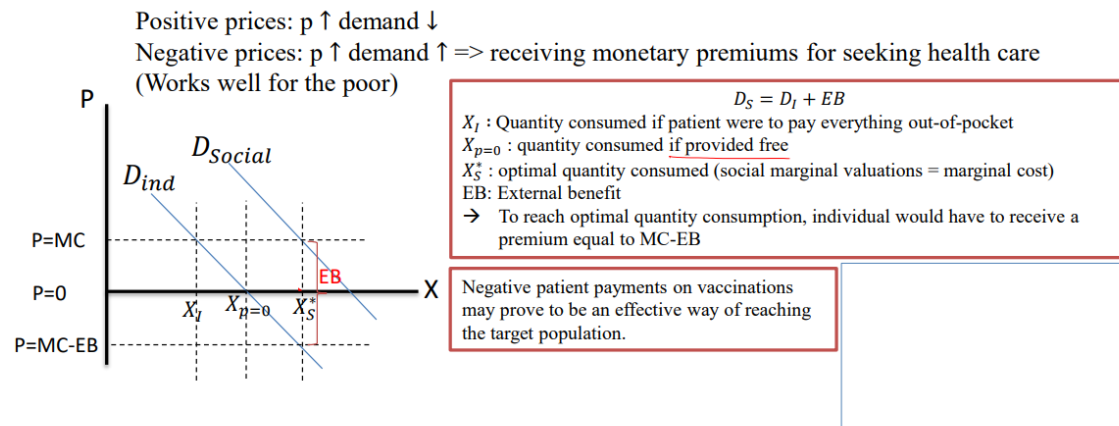 Positive prices: p ↑ demand ↓
Negative prices: p ↑ demand ↑ => receiving monetary premiums for seeking health care
(Works well for the poor)
P
D_Social
D_ind
P=MC
P=0
P=MC-EB
EB
X
X_I
X_{p=0}
X_S^*
D_S = D_I + EB
X_I : Quantity consumed if patient were to pay everything out-of-pocket
X_{p=0} : quantity consumed if provided free
X_S^* : optimal quantity consumed (social marginal valuations = marginal cost)
EB: External benefit
→ To reach optimal quantity consumption, individual would have to receive a
premium equal to MC-EB
Negative patient payments on vaccinations
may prove to be an effective way of reaching
the target population.